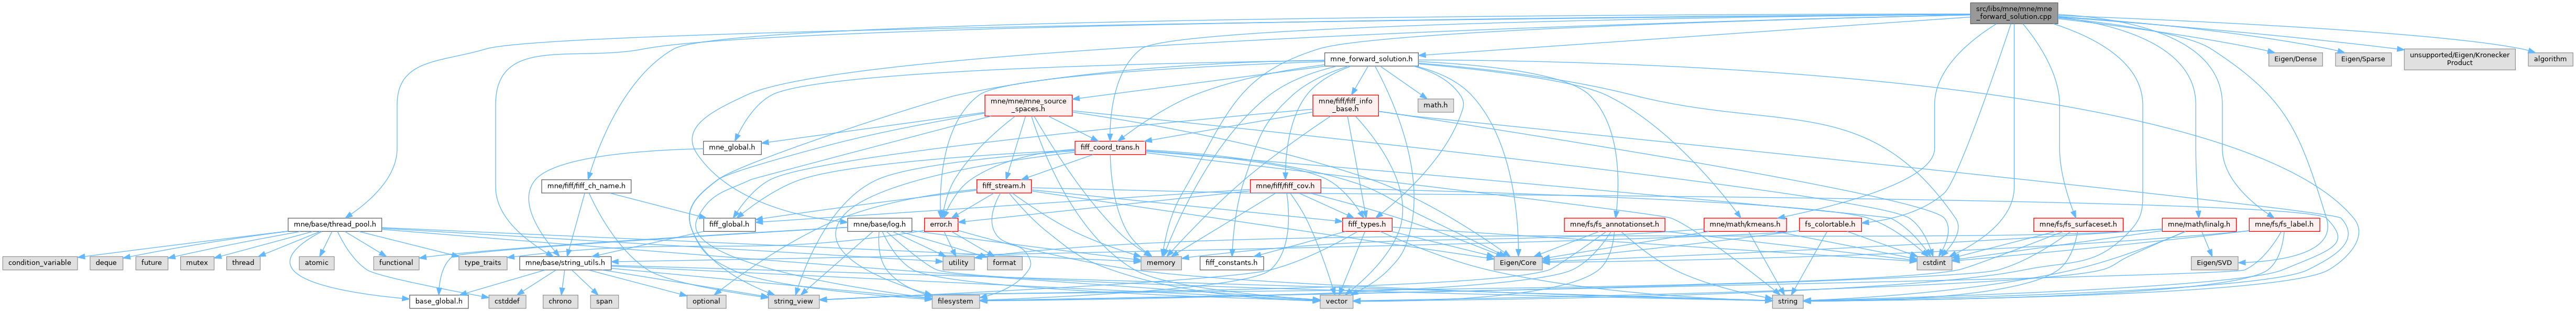 src/libs/mne/mne/mne
_forward_solution.cpp
mne_forward_solution.h
Eigen/Dense
Eigen/Sparse
unsupported/Eigen/Kronecker
Product
algorithm
mne/mne/mne_source
_spaces.h
mne/fiff/fiff_info
_base.h
math.h
mne_global.h
fiff_coord_trans.h
mne/fiff/fiff_ch_name.h
fiff_stream.h
mne/fiff/fiff_cov.h
mne/base/thread_pool.h
fiff_global.h
mne/base/log.h
error.h
fiff_types.h
mne/fs/fs_annotationset.h
mne/math/kmeans.h
fs_colortable.h
mne/fs/fs_surfaceset.h
mne/math/linalg.h
mne/fs/fs_label.h
condition_variable
deque
future
mutex
thread
atomic
functional
type_traits
mne/base/string_utils.h
utility
format
memory
fiff_constants.h
Eigen/Core
cstdint
Eigen/SVD
base_global.h
cstddef
chrono
span
optional
string_view
filesystem
vector
string